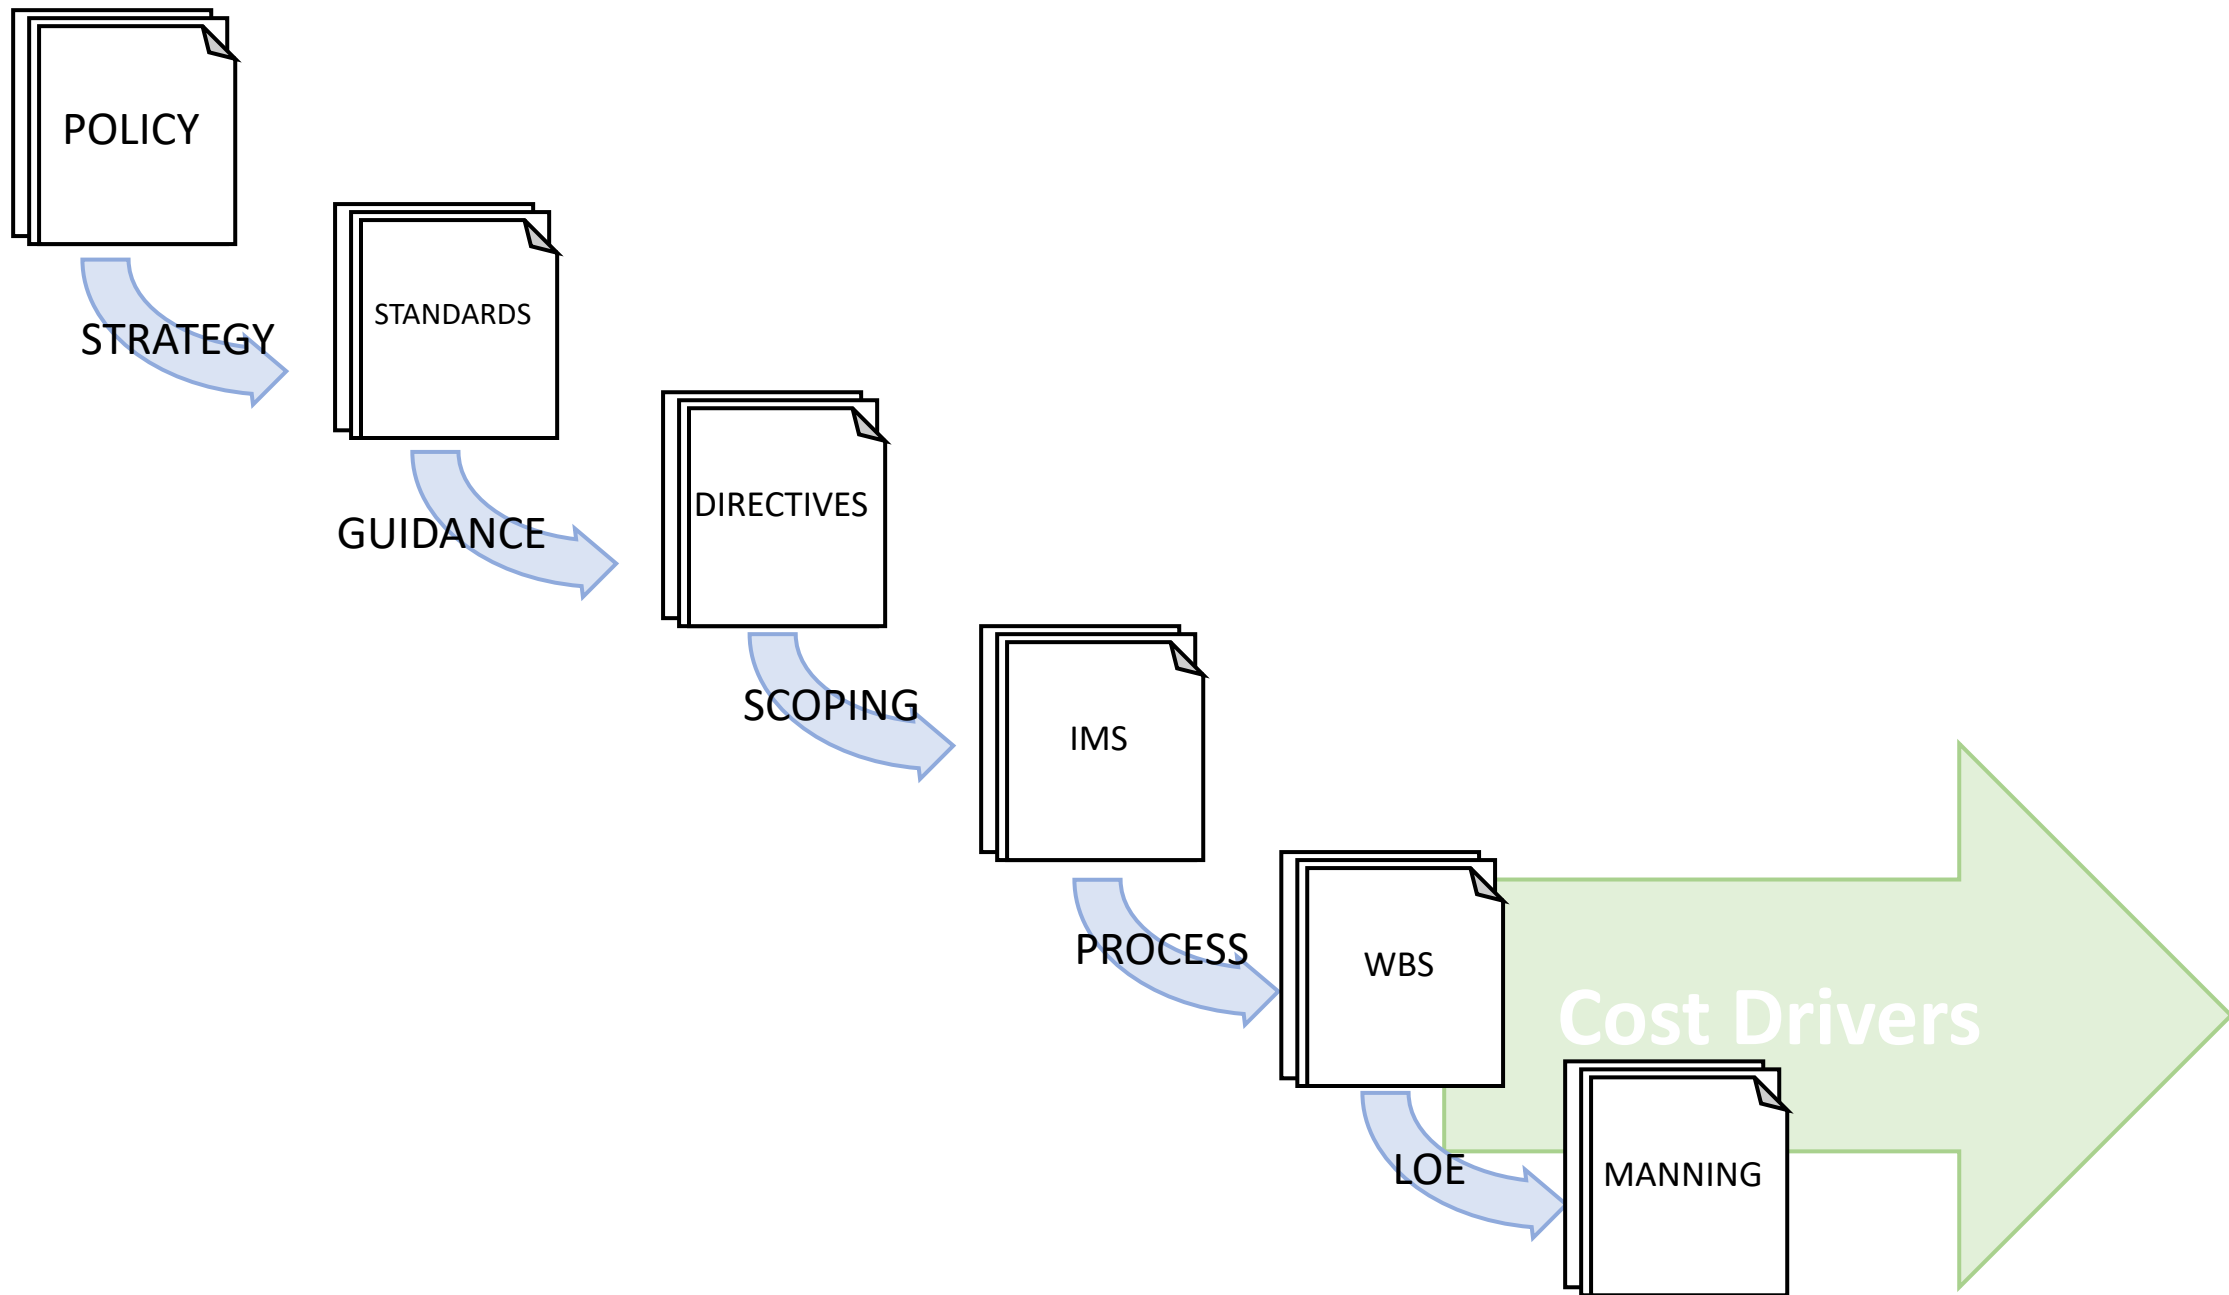 POLICY
STRATEGY
STANDARDS
GUIDANCE
DIRECTIVES
SCOPING
IMS
PROCESS
WBS
Cost Drivers
LOE
MANNING